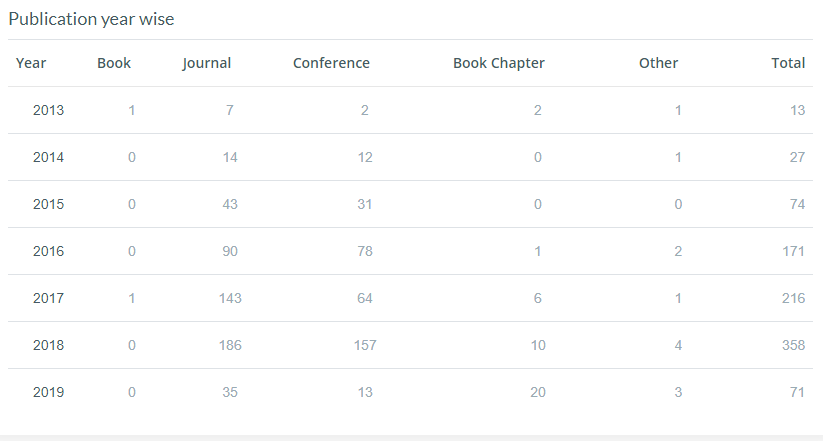 Publication year wise
Year Book Journal Conference Book Chapter Other Total
2013 1 7 2 2 1 13
2014 0 14 12 0 1 27
2015 0 43 31 0 0 74
2016 0 90 78 1 2 171
2017 1 143 64 6 1 216
2018 0 186 157 10 4 358
2019 0 35 13 20 3 71